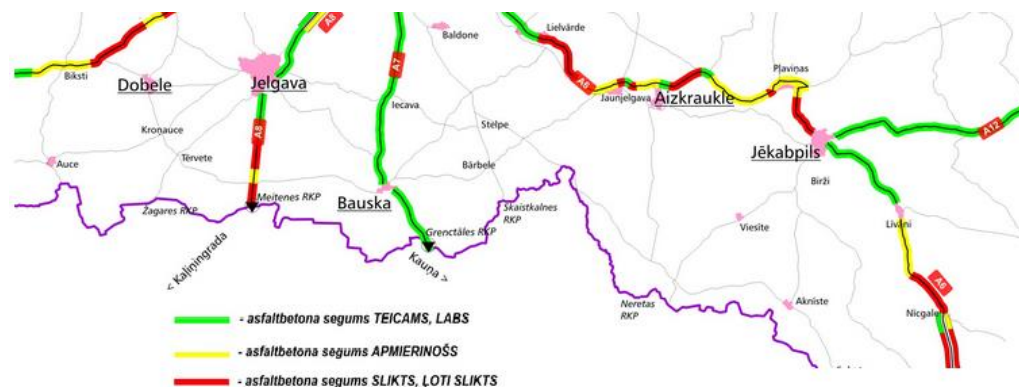 A8
Baldone
Lielvārde
A7
Biksti
Dobele
Jelgava
A6
Pļaviņas
Jaunjelgava
Aizkraukle
Iecava
A8
Kronauce
Stelpe
A12
Jēkabpils
Tērvete
Bārbele
Auce
Birži
Meitenes RKP
Žagares RKP
Bauska
Skaistkalnes
RKP
Grenctāles RKP
Viesīte
Līvāni
< Kaļiņingrada
Kauņa >
A6
Neretas
RKP
Aknīste
Nīcgale
- asfaltbetona segums TEICAMS, LABS
- asfaltbetona segums APMIERINOŠS
- asfaltbetona segums SLIKTS, ĻOTI SLIKTS